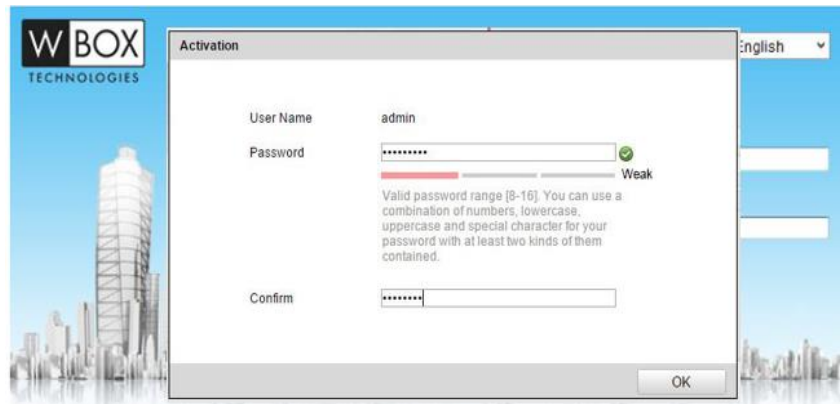 W BOX
TECHNOLOGIES
English
Activation
User Name admin
Password •••••••••
Weak
Valid password range [8-16]. You can use a
combination of numbers, lowercase,
uppercase and special character for your
password with at least two kinds of them
contained.
Confirm ••••••••
OK